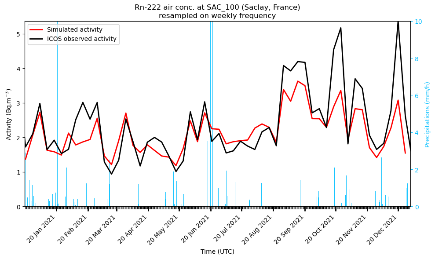 Rn-222 air conc. at SAC_100 (Saclay, France)
resampled on weekly frequency
Simulated activity
ICOS observed activity
Activity (Bq.m⁻³)
5
4
3
2
1
0
10
8
6
4
2
0
Precipitations (mm/hr)
20 Jan 2021
20 Feb 2021
20 Mar 2021
20 Apr 2021
20 May 2021
20 Jun 2021
20 Jul 2021
20 Aug 2021
20 Sep 2021
20 Oct 2021
20 Nov 2021
20 Dec 2021
Time (UTC)